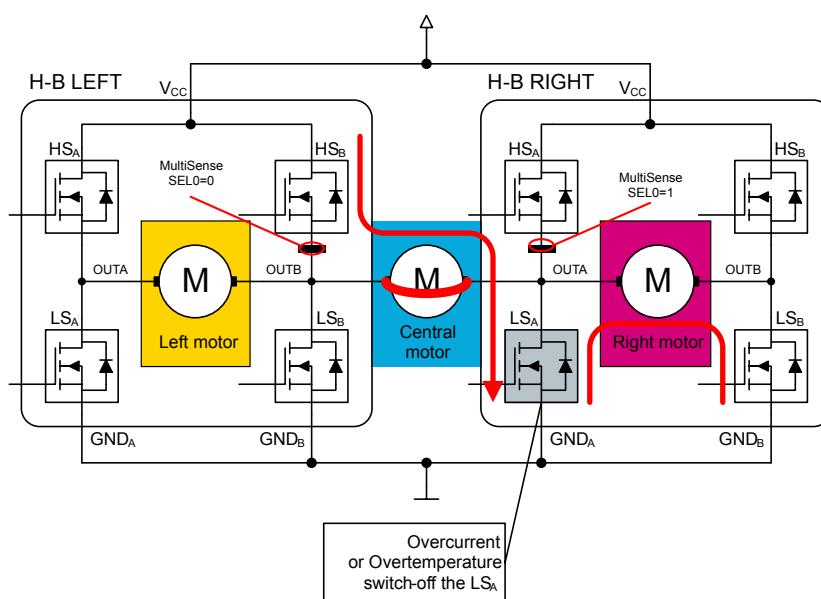 H-B LEFT
H-B RIGHT
VCC
VCC
HSA
HSB
HSA
HSB
MultiSense
SEL0=0
MultiSense
SEL0=1
M
M
M
OUTA
OUTB
OUTA
OUTB
LSA
LSB
LSA
LSB
Left motor
Central
motor
Right motor
GNDA
GNDB
GNDA
GNDB
Overcurrent
or Overtemperature
switch-off the LSA